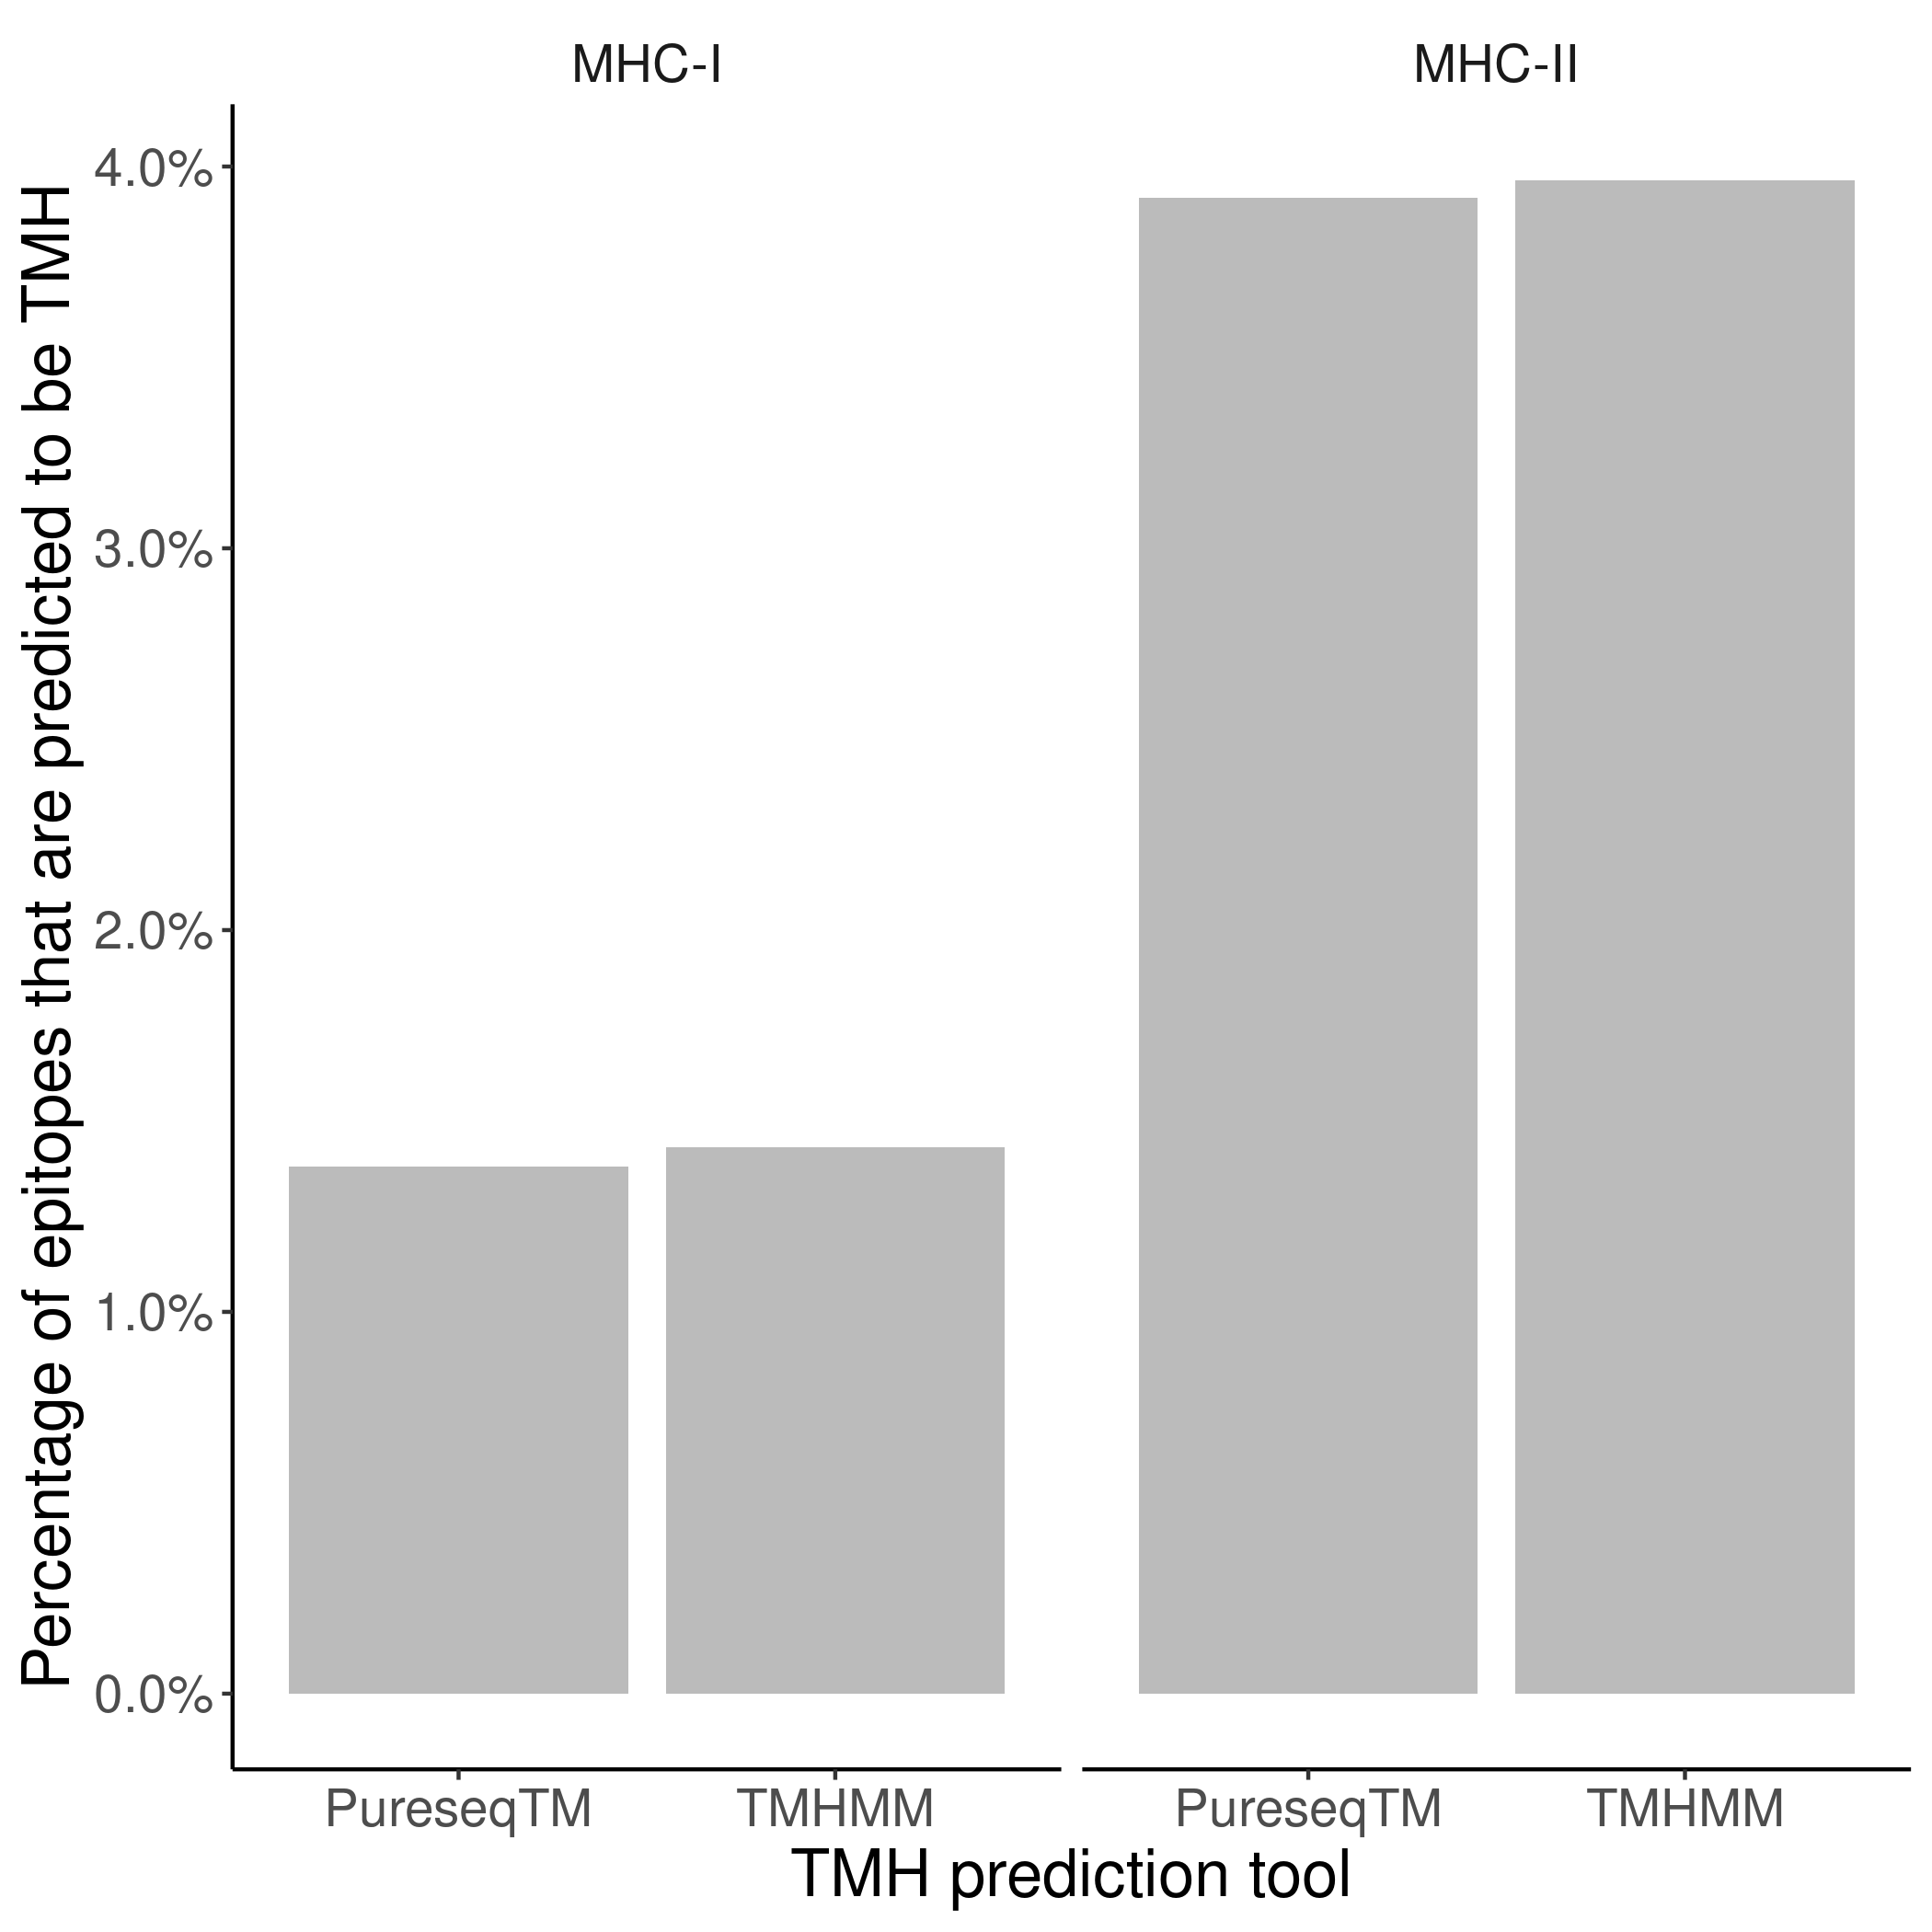 MHC-I
MHC-II
Percentage of epitopes that are predicted to be TMH
4.0%
3.0%
2.0%
1.0%
0.0%
PureseqTM
TMHMM
PureseqTM
TMHMM
TMH prediction tool